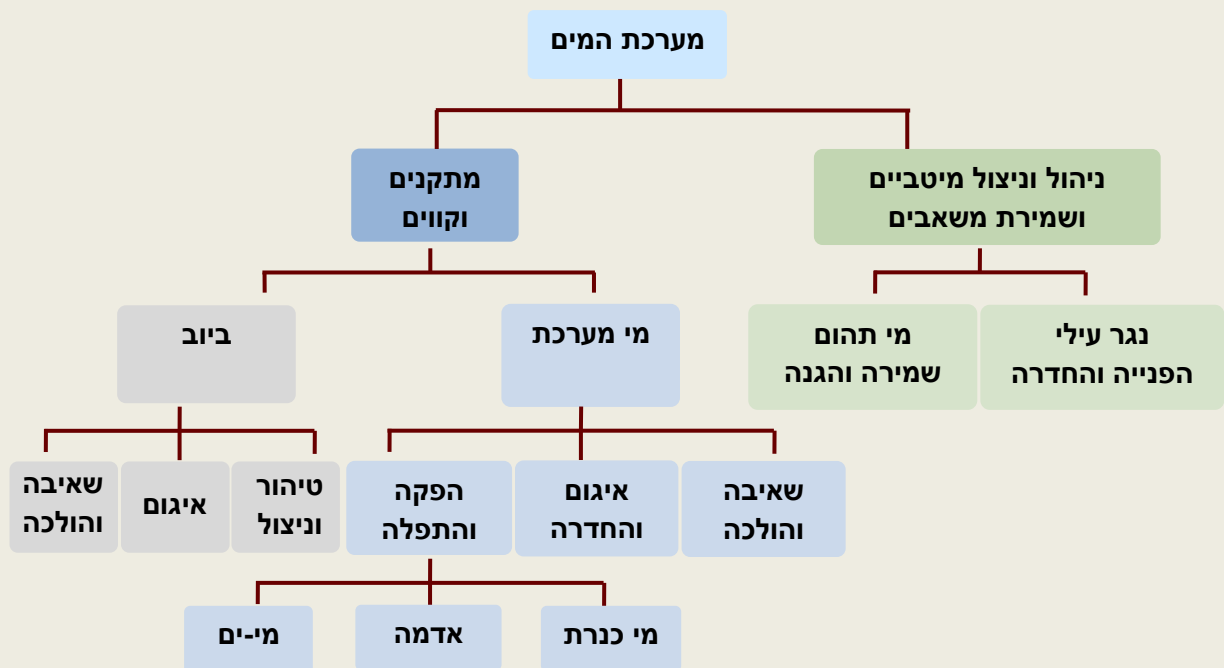 מערכת המים
ניהול וניצול מיטביים
ושמירת משאבים
מתקנים
וקווים
נגר עילי
הפנייה והחדרה
מי תהום
שמירה והגנה
מי מערכת
ביוב
שאיבה
והולכה
איגום
והחדרה
הפקה
והתפלה
טיהור
וניצול
איגום
שאיבה
והולכה
מי כנרת
אדמה
מי-ים